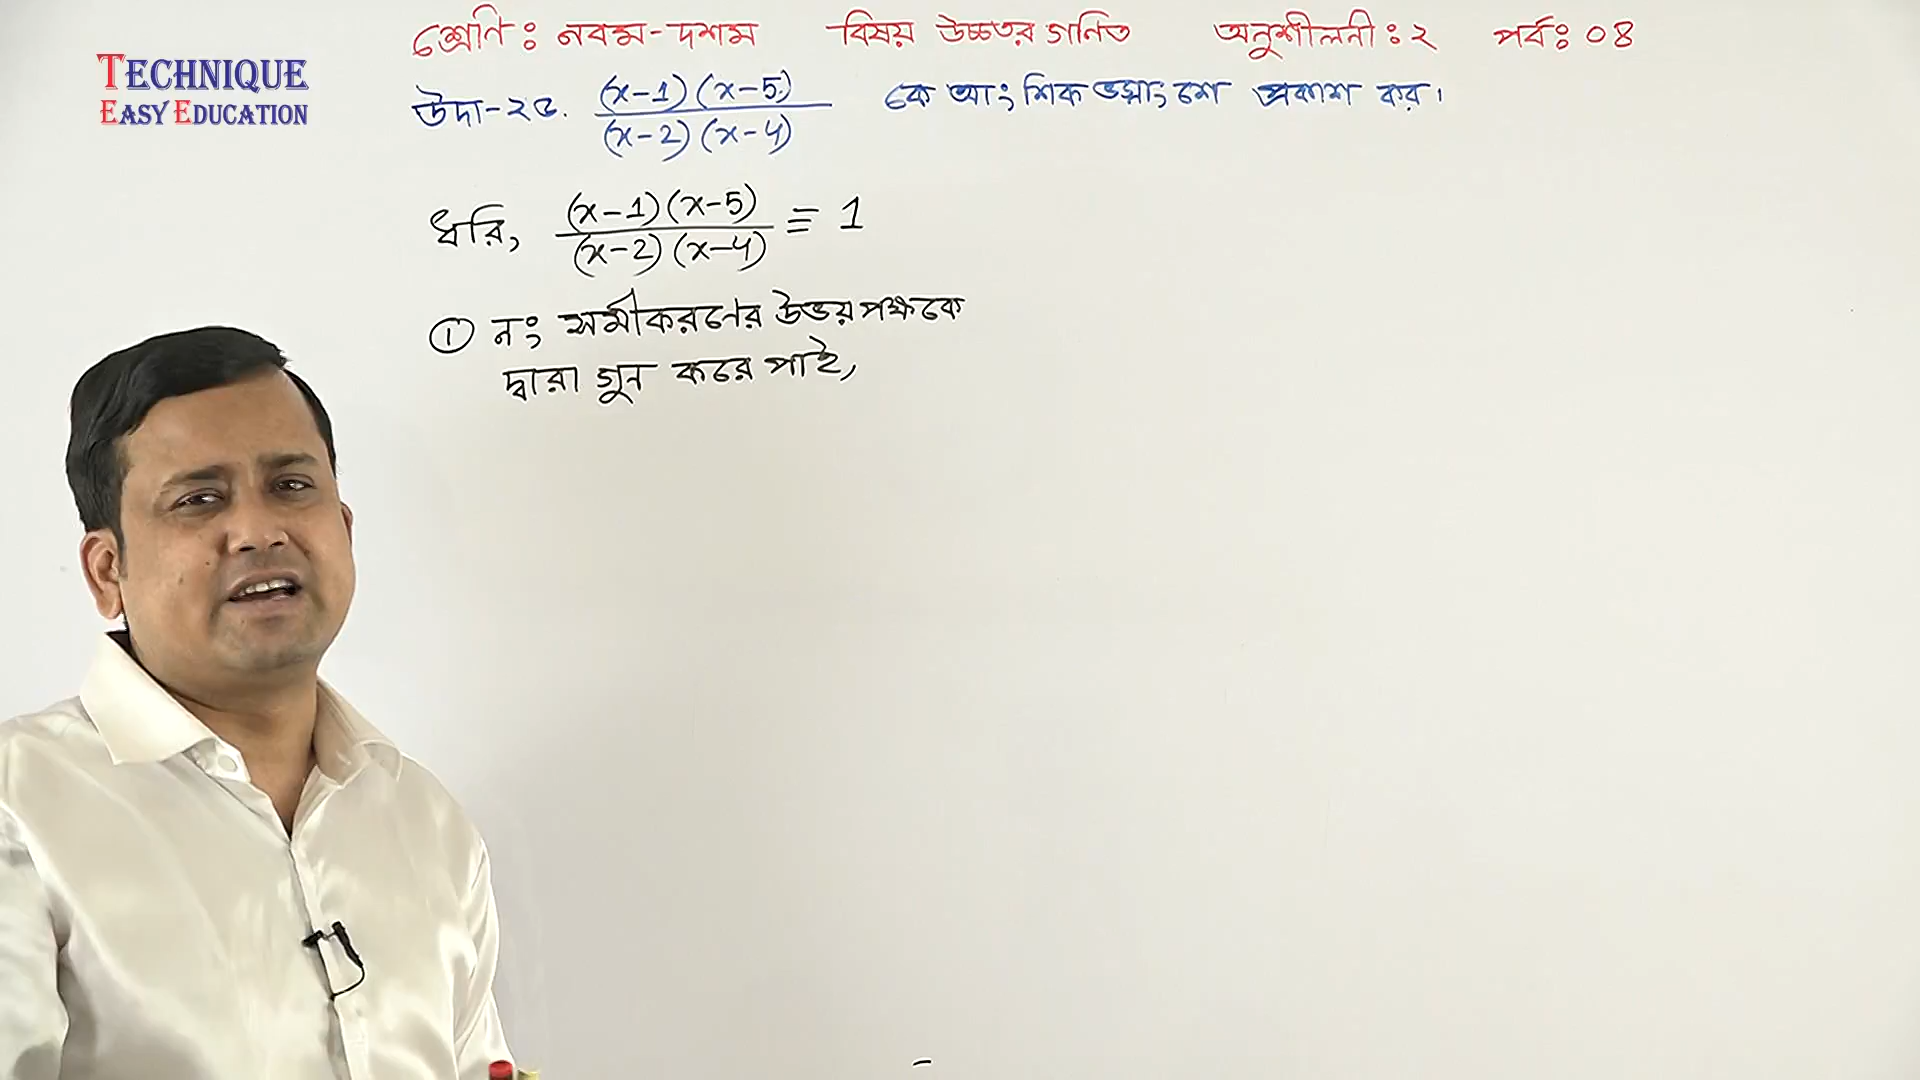 TECHNIQUE
EASY EDUCATION
শ্রেণি: নবম-দশম বিষয় উচ্চতর গনিত অনুশীলনী: ২ পর্ব: ০৪
উদা-২৫. (x-1)(x-5) / (x-2)(x-4) কে আংশিক ভগ্নাংশে প্রকাশ কর।
ধরি, (x-1)(x-5) / (x-2)(x-4) ≡ 1
① নং সমীকরণের উভয় পক্ষকে
দ্বারা গুন করে পাই,